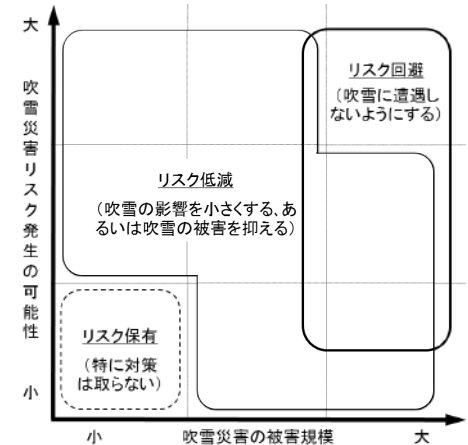 大
吹雪災害リスク発生の可能性
小
リスク回避
（吹雪に遭遇し
ないようにする）
リスク低減
（吹雪の影響を小さくする、あ
るいは吹雪の被害を抑える）
リスク保有
（特に対策
は取らない）
小
吹雪災害の被害規模
大